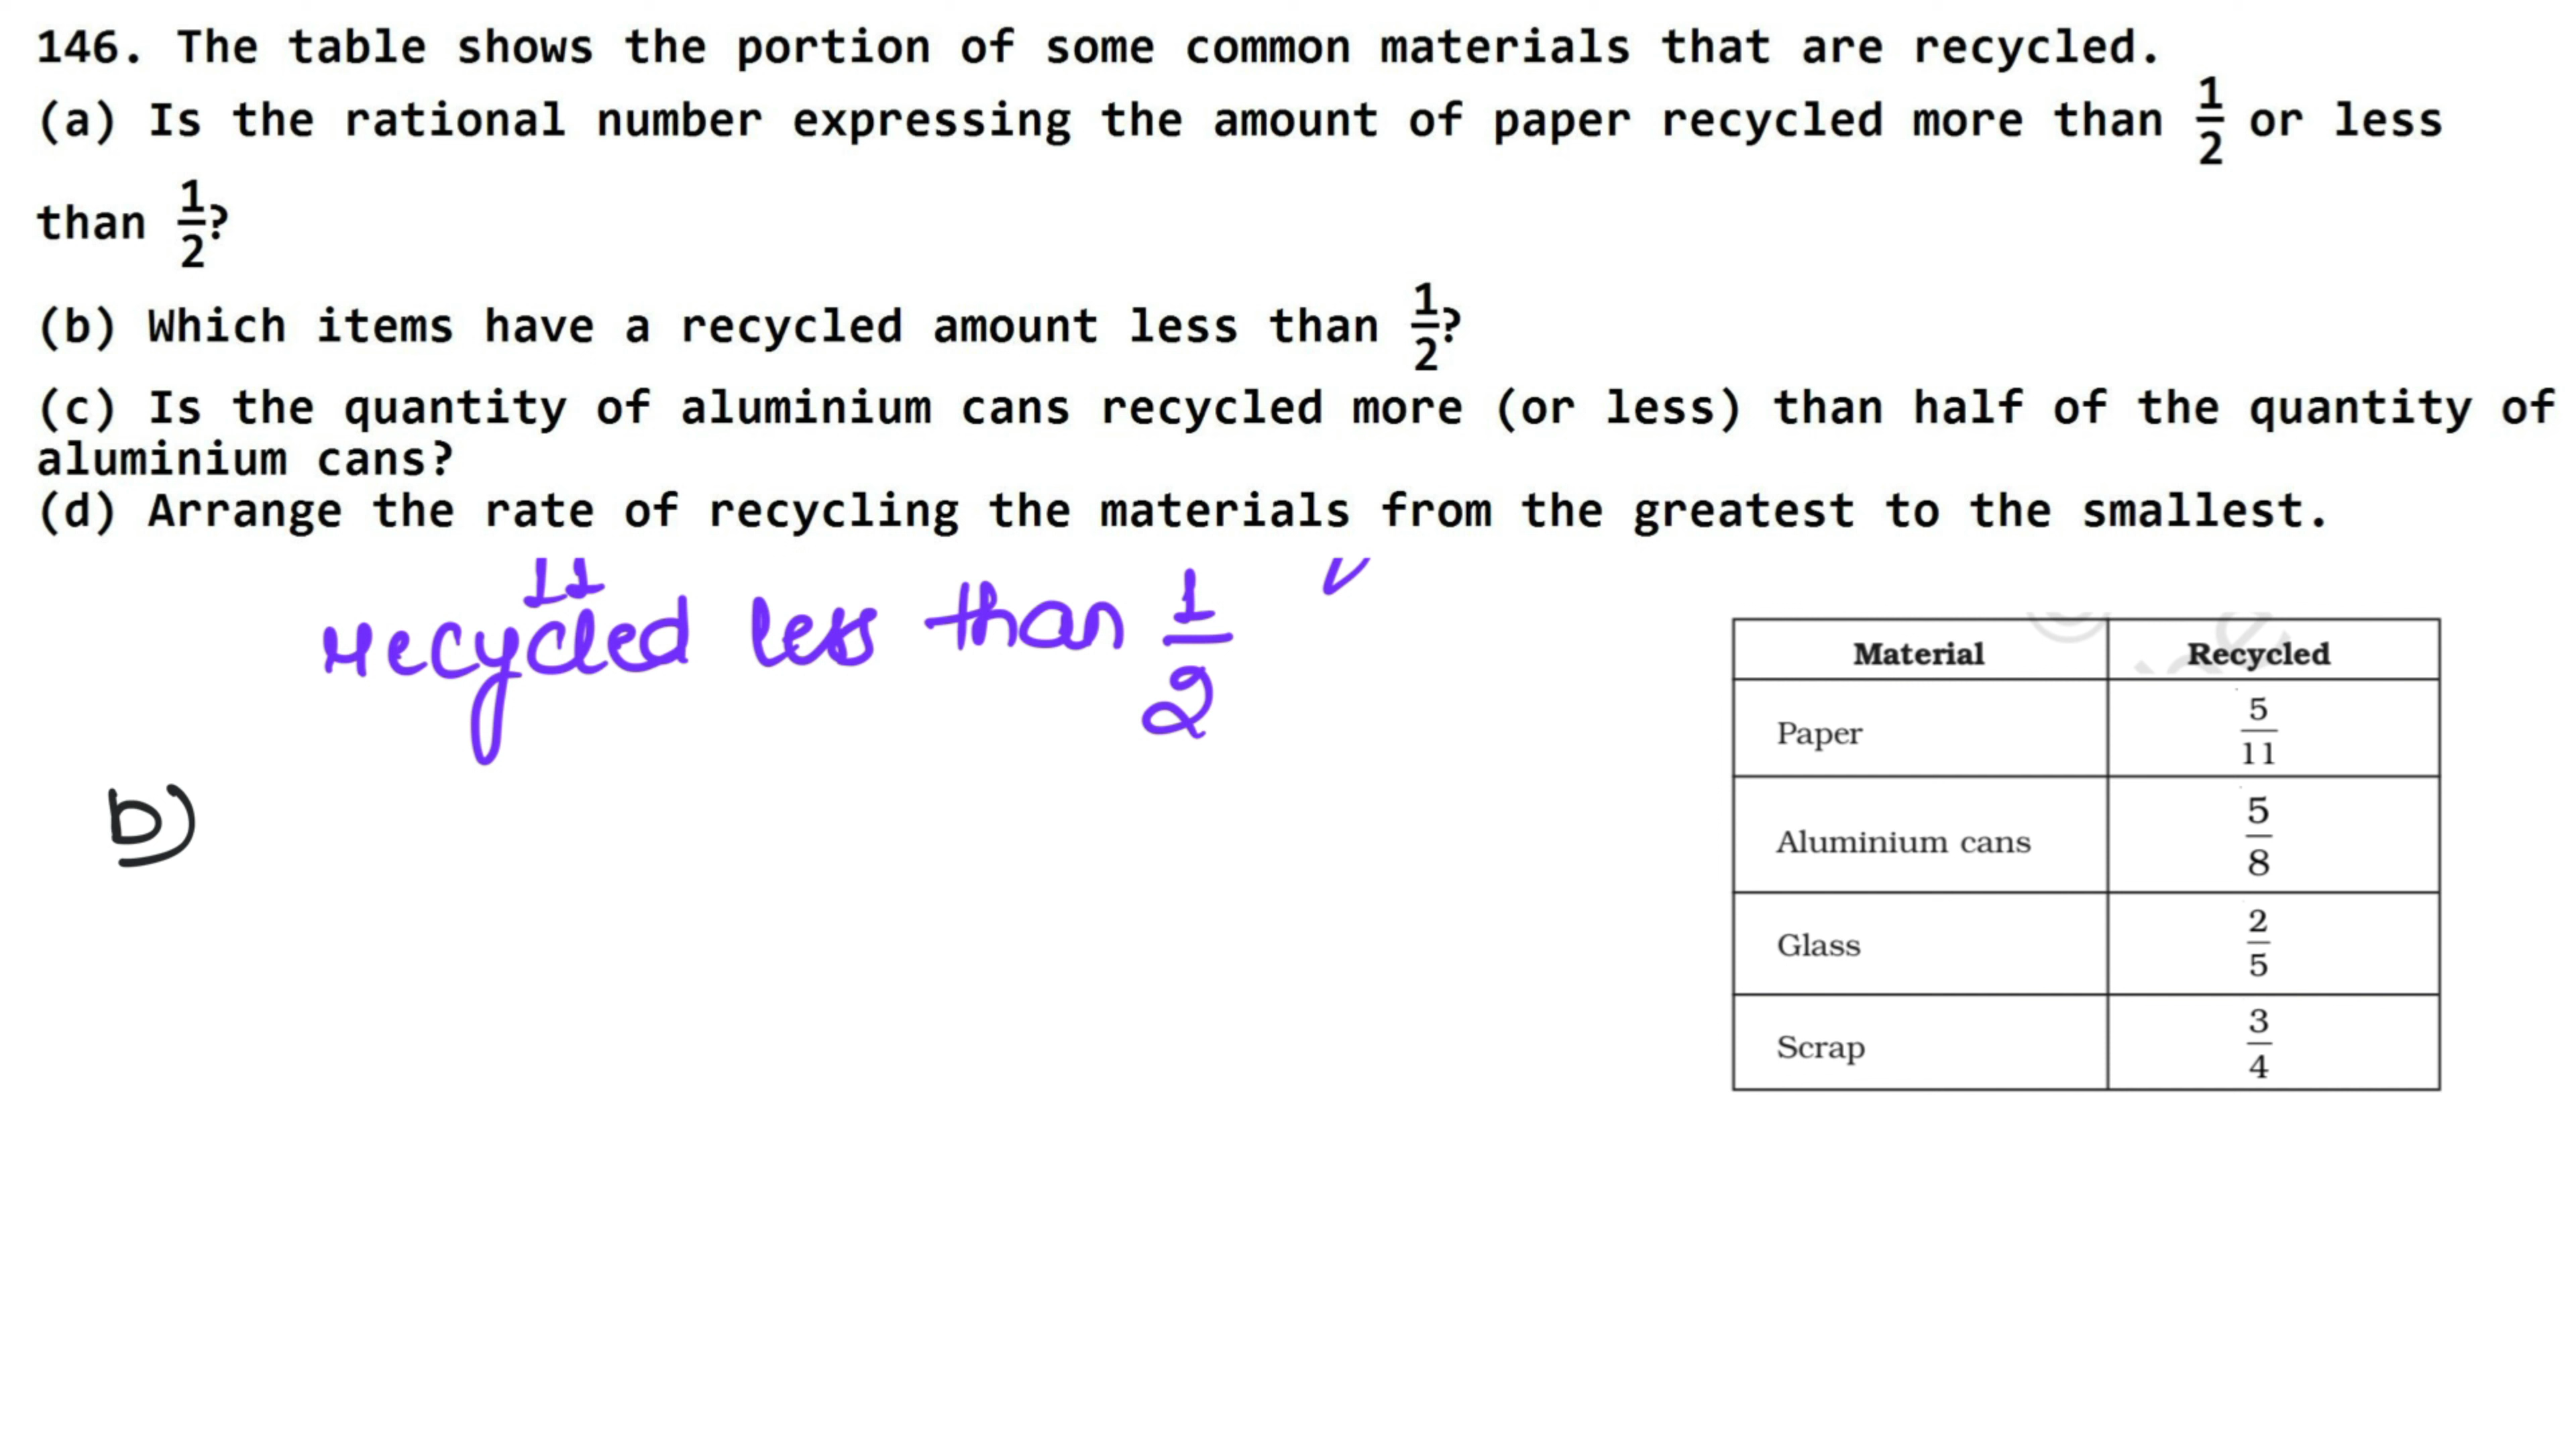 146. The table shows the portion of some common materials that are recycled.
(a) Is the rational number expressing the amount of paper recycled more than 1/2 or less
than 1/2?
(b) Which items have a recycled amount less than 1/2?
(c) Is the quantity of aluminium cans recycled more (or less) than half of the quantity of
aluminium cans?
(d) Arrange the rate of recycling the materials from the greatest to the smallest.
11
recycled less than 1/2
b)
Material Recycled
Paper 5/11
Aluminium cans 5/8
Glass 2/5
Scrap 3/4